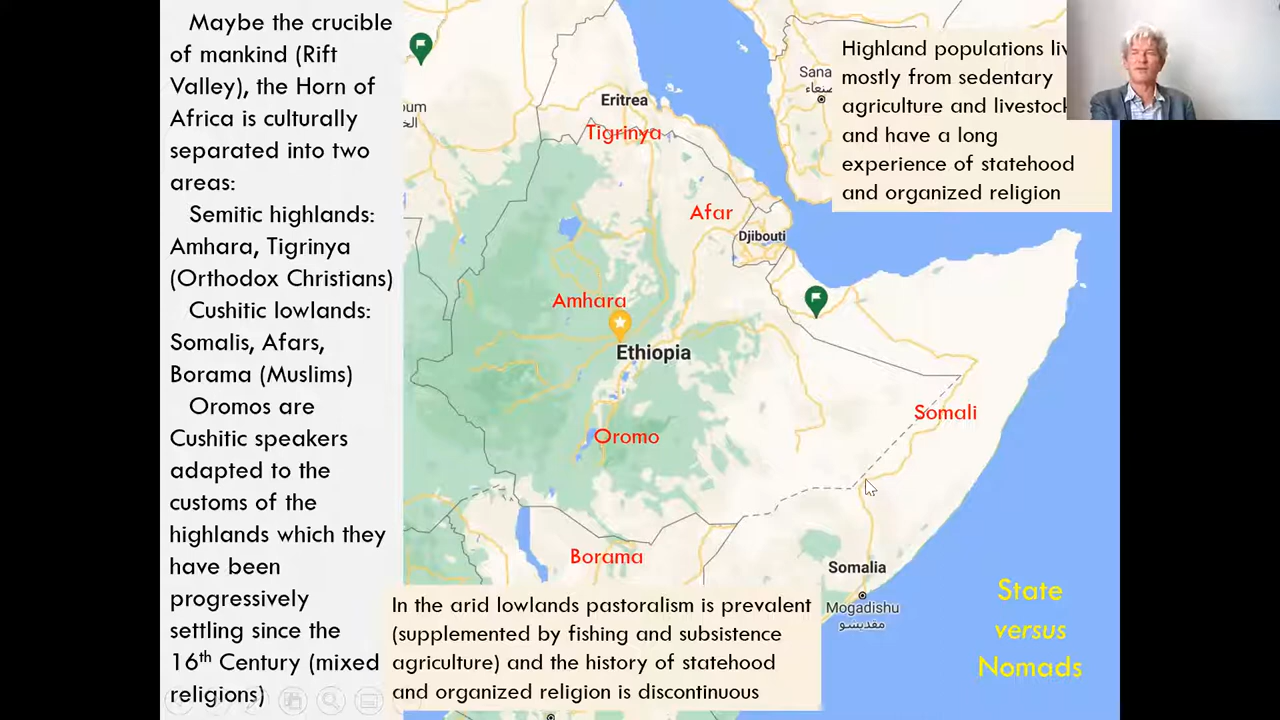 Maybe the crucible
of mankind (Rift
Valley), the Horn of
Africa is culturally
separated into two
areas:
Semitic highlands:
Amhara, Tigrinya
(Orthodox Christians)
Cushitic lowlands:
Somalis, Afars,
Borama (Muslims)
Oromos are
Cushitic speakers
adapted to the
customs of the
highlands which they
have been
progressively
settling since the
16th Century (mixed
religions)
Highland populations
mostly from sedentary
agriculture and
and have a long
experience of statehood
and organized religion
Sana
صنعاء
Eritrea
Tigrinya
Afar
Djibouti
Amhara
Ethiopia
Somali
Oromo
Borama
Somalia
Mogadishu
مقديشو
In the arid lowlands pastoralism is prevalent
(supplemented by fishing and subsistence
agriculture) and the history of statehood
and organized religion is discontinuous
State
versus
Nomads